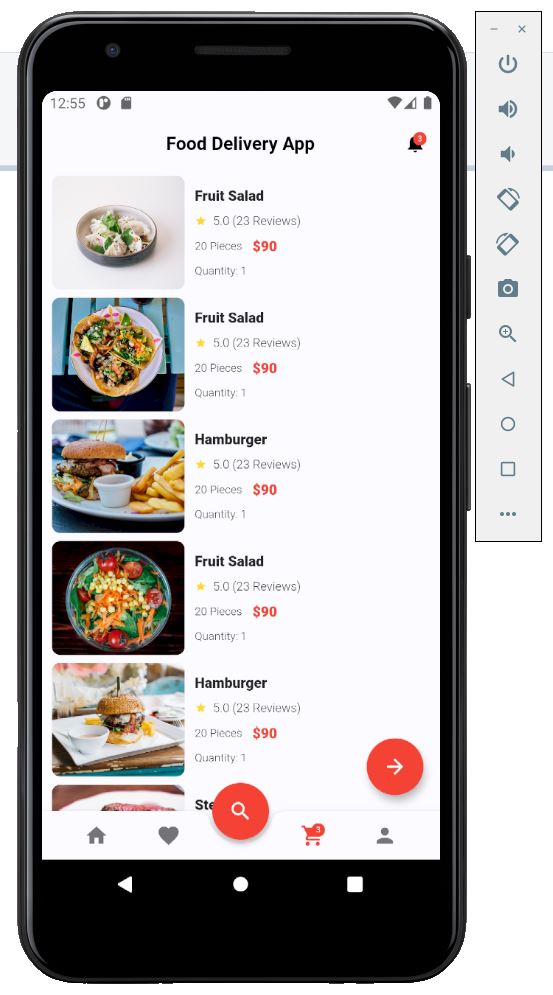 12:55
Food Delivery App
3
Fruit Salad
5.0 (23 Reviews)
20 Pieces $90
Quantity: 1
Fruit Salad
5.0 (23 Reviews)
20 Pieces $90
Quantity: 1
Hamburger
5.0 (23 Reviews)
20 Pieces $90
Quantity: 1
Fruit Salad
5.0 (23 Reviews)
20 Pieces $90
Quantity: 1
Hamburger
5.0 (23 Reviews)
20 Pieces $90
Quantity: 1
3